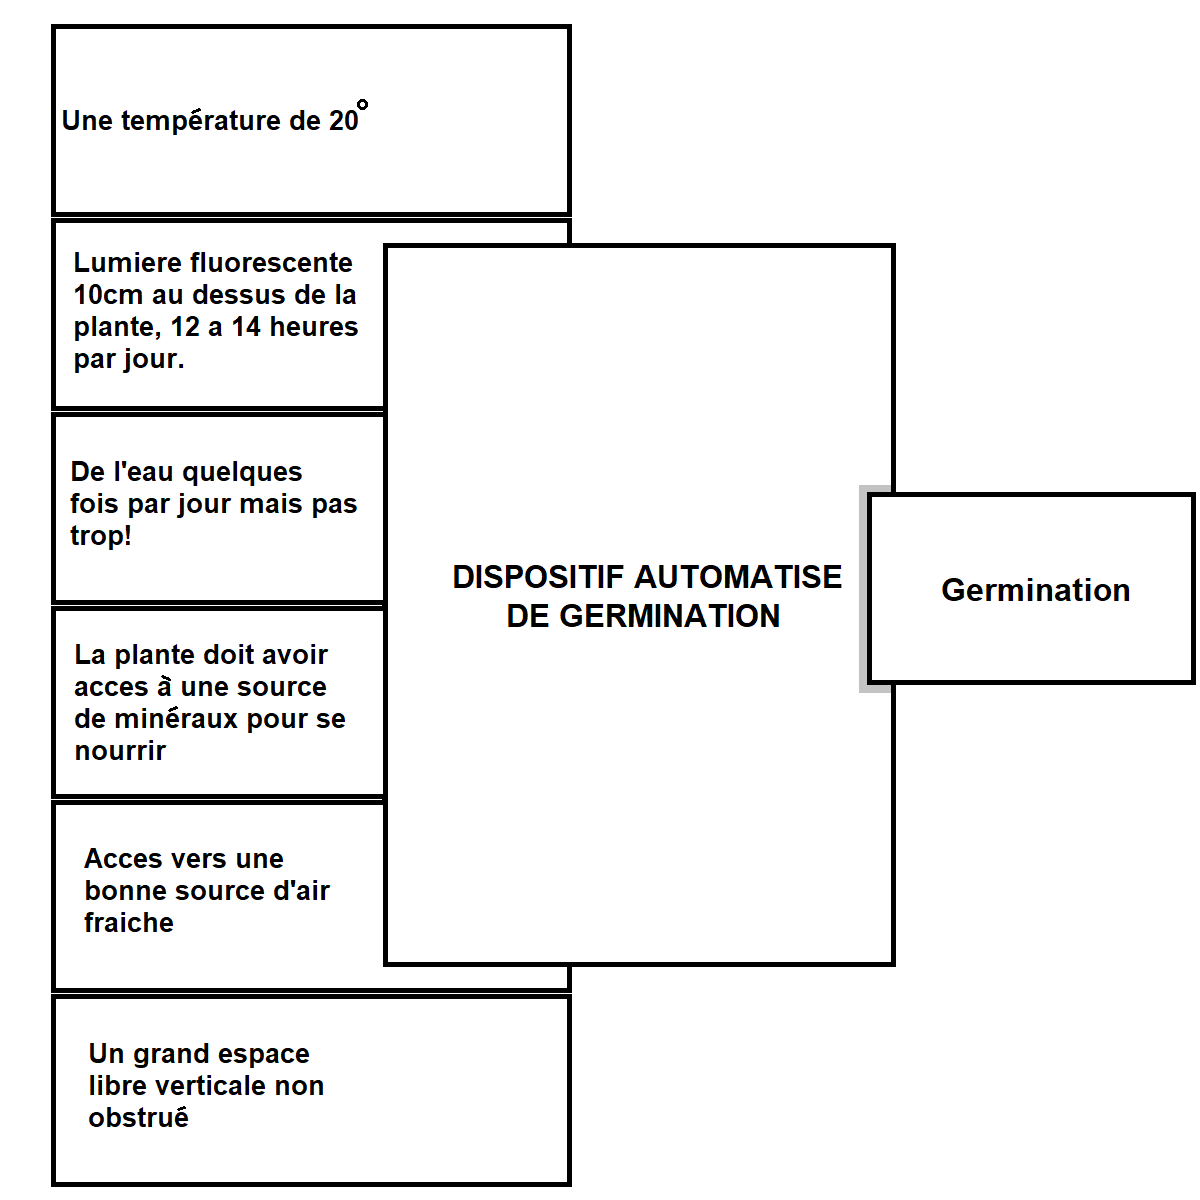 Une température de 20°
Lumiere fluorescente
10cm au dessus de la
plante, 12 a 14 heures
par jour.
De l'eau quelques
fois par jour mais pas
trop!
La plante doit avoir
acces à une source
de minéraux pour se
nourrir
Acces vers une
bonne source d'air
fraiche
Un grand espace
libre verticale non
obstrué
DISPOSITIF AUTOMATISE
DE GERMINATION
Germination